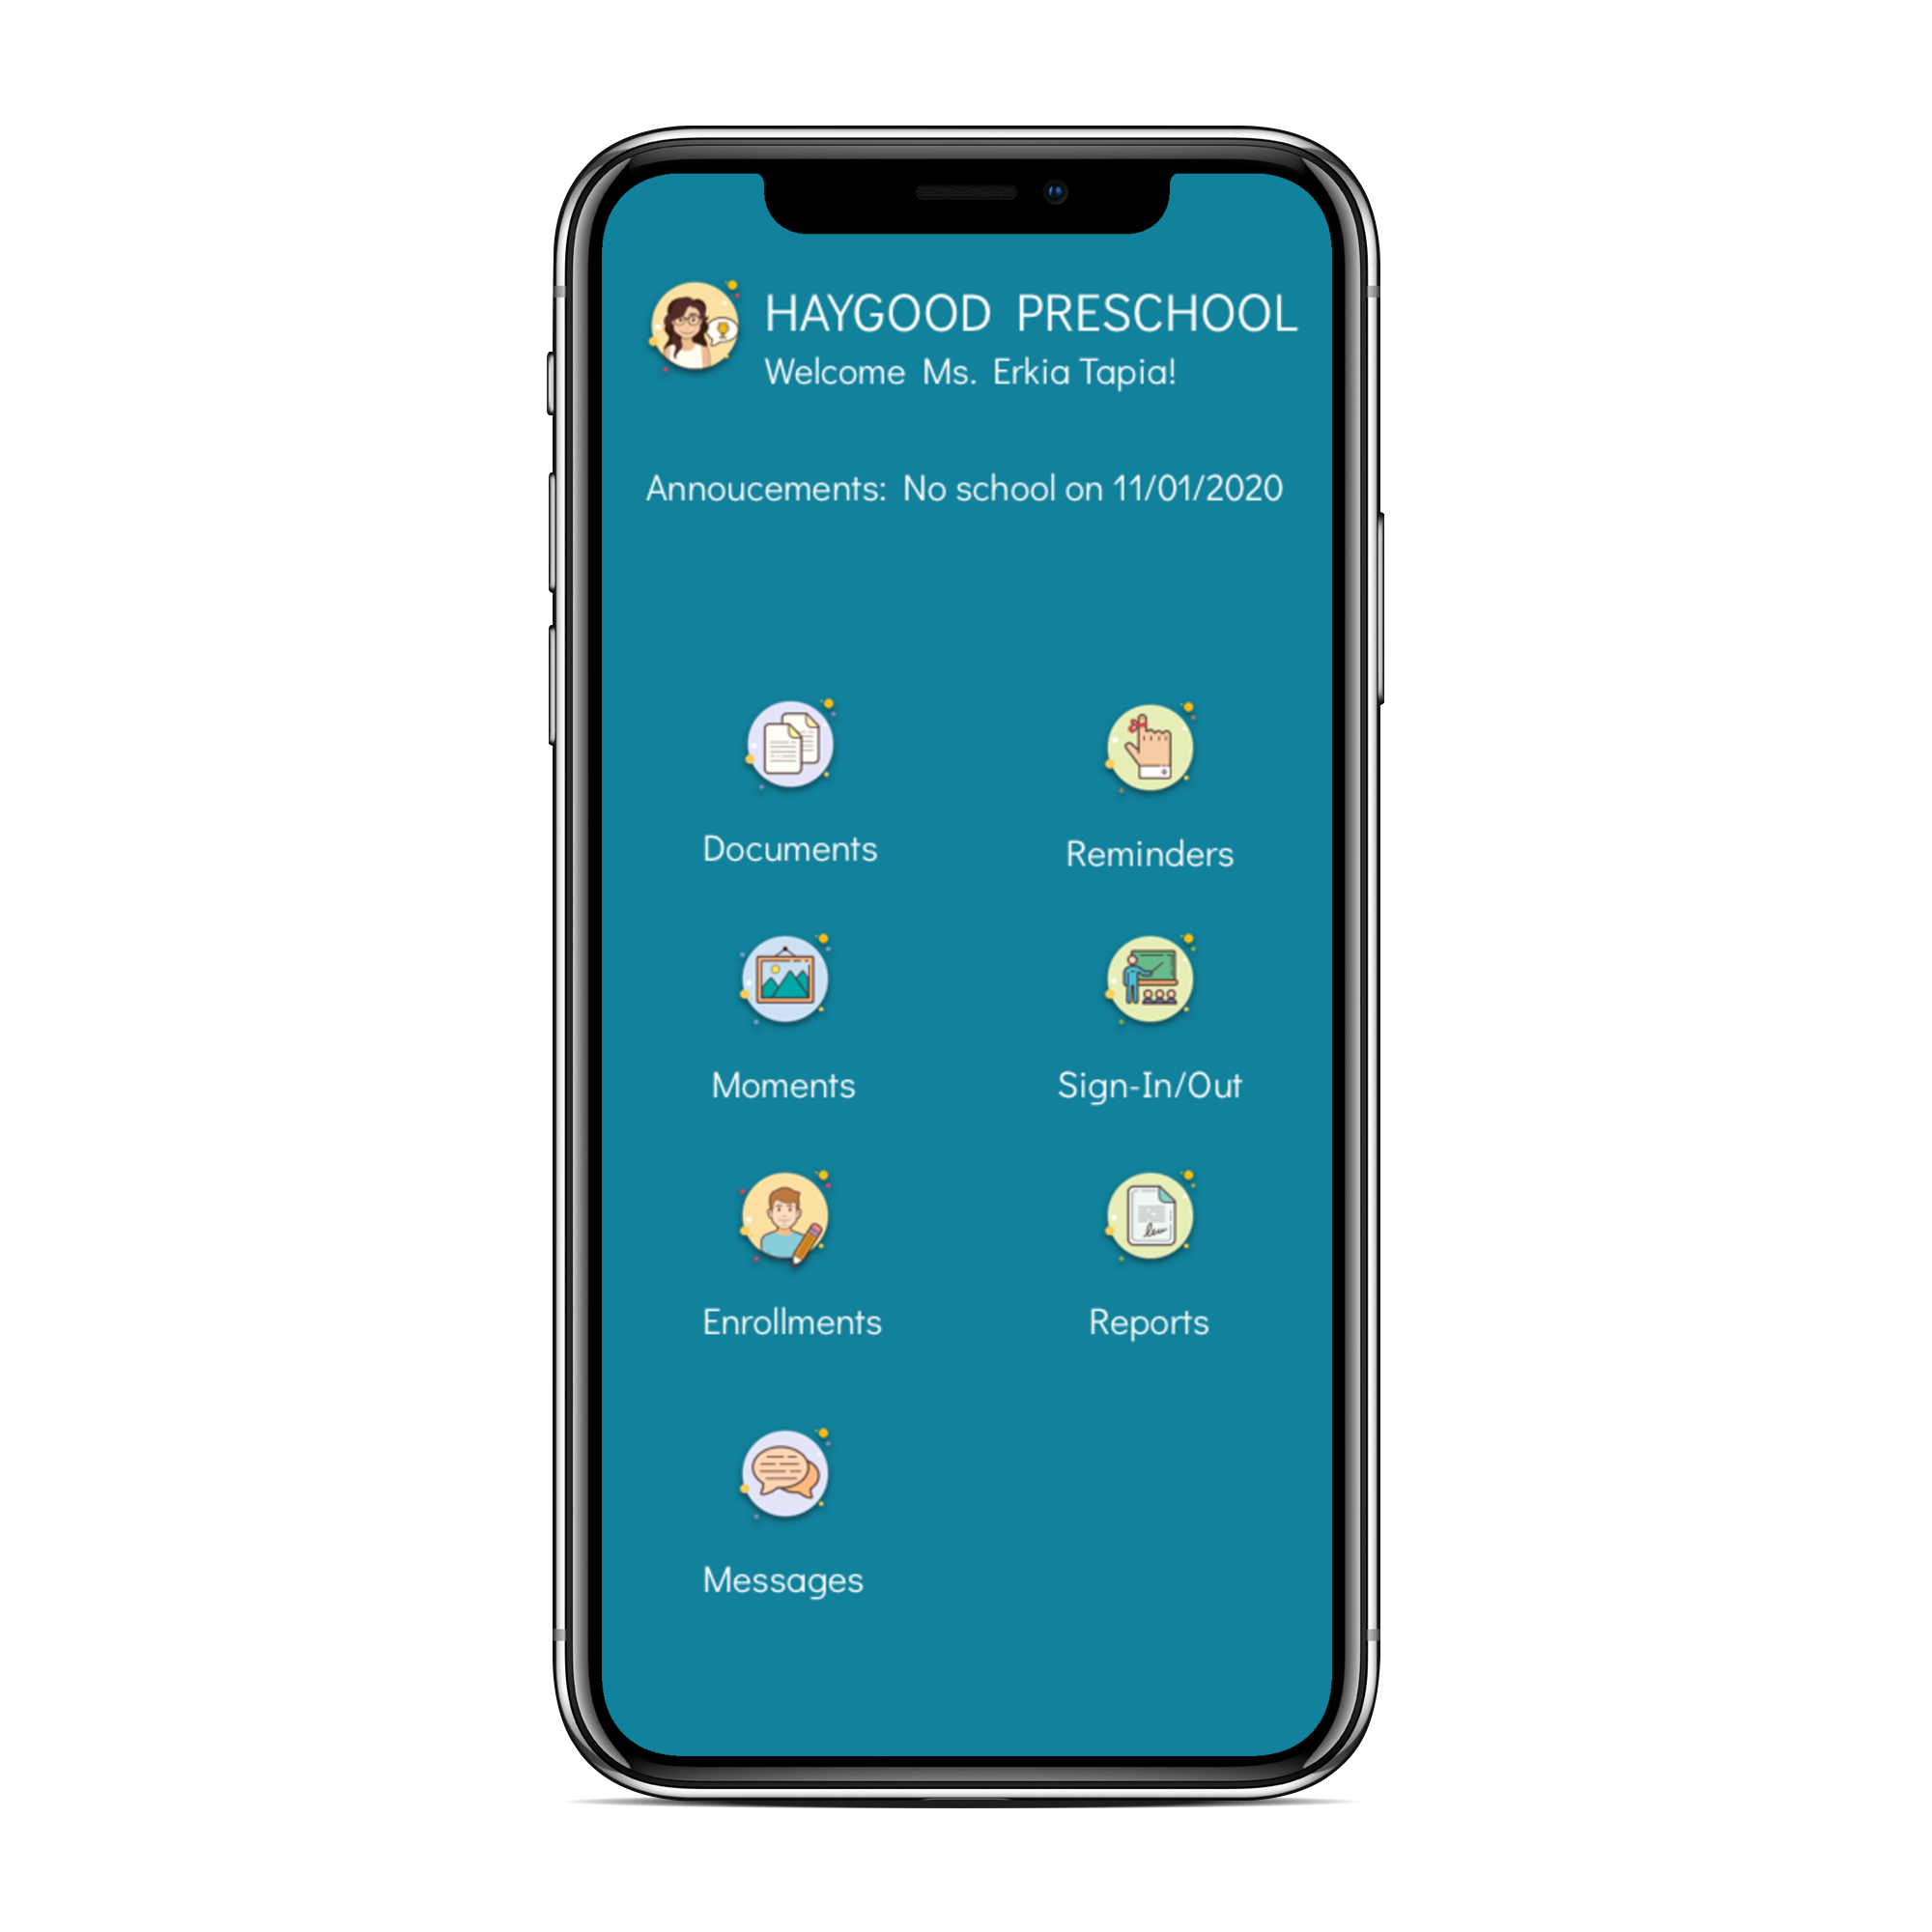 HAYGOOD PRESCHOOL
Welcome Ms. Erkia Tapia!
Annoucements: No school on 11/01/2020
Documents
Reminders
Moments
Sign-In/Out
Enrollments
Reports
Messages